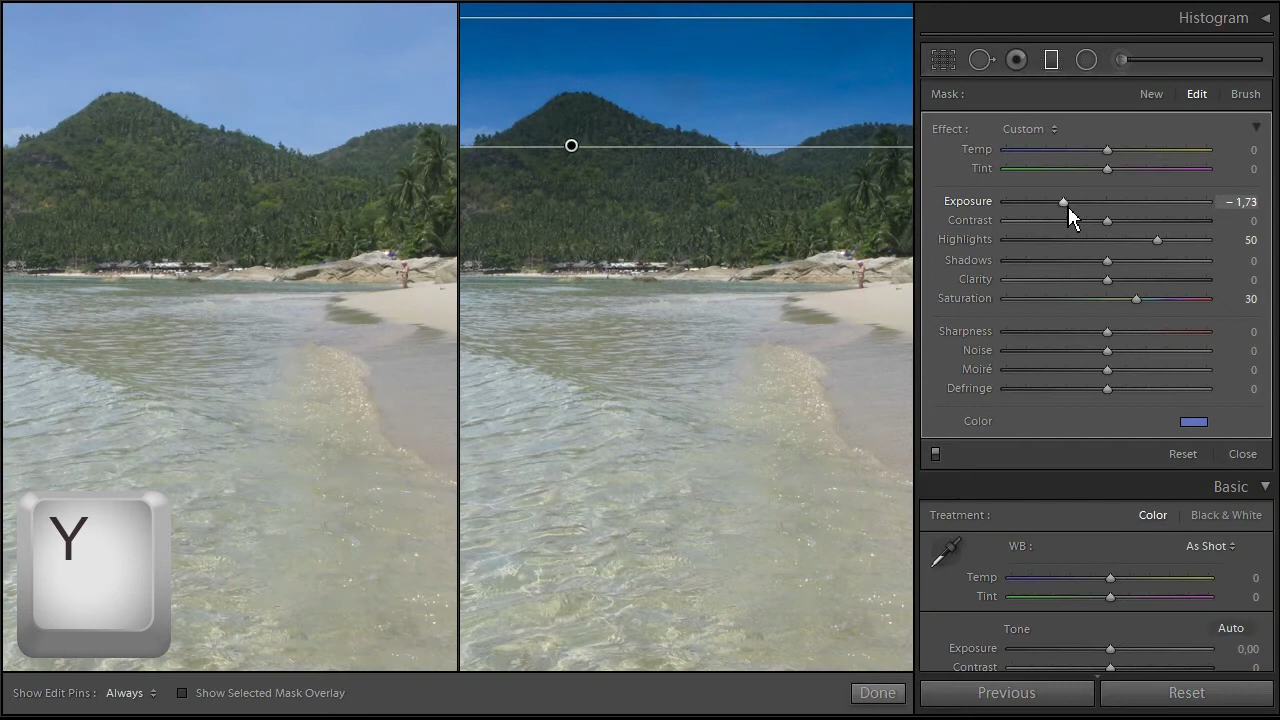 Histogram
Mask : New Edit Brush
Effect : Custom
Temp 0
Tint 0
Exposure – 1,73
Contrast 0
Highlights 50
Shadows 0
Clarity 0
Saturation 30
Sharpness 0
Noise 0
Moiré 0
Defringe 0
Color
Reset Close
Basic
Treatment : Color Black & White
WB : As Shot
Temp 0
Tint 0
Tone Auto
Exposure 0,00
Contrast 0
Y
Show Edit Pins : Always Show Selected Mask Overlay Done
Previous Reset